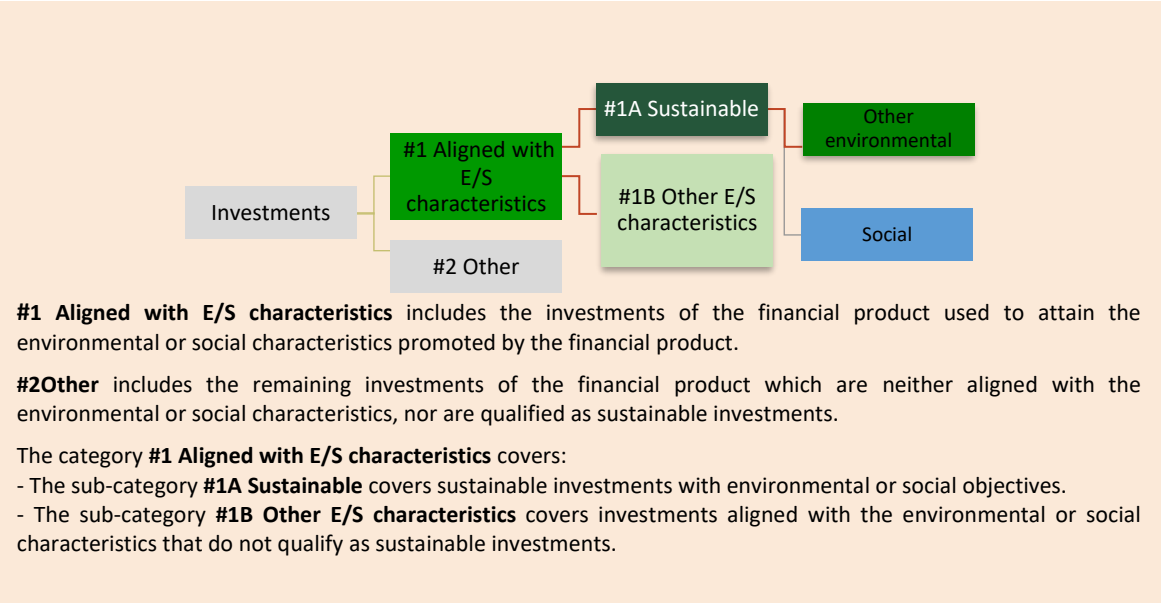 #1A Sustainable
Other
environmental
#1 Aligned with
E/S
characteristics
#1B Other E/S
characteristics
Investments
Social
#2 Other
#1 Aligned with E/S characteristics includes the investments of the financial product used to attain the
environmental or social characteristics promoted by the financial product.
#2Other includes the remaining investments of the financial product which are neither aligned with the
environmental or social characteristics, nor are qualified as sustainable investments.
The category #1 Aligned with E/S characteristics covers:
- The sub-category #1A Sustainable covers sustainable investments with environmental or social objectives.
- The sub-category #1B Other E/S characteristics covers investments aligned with the environmental or social
characteristics that do not qualify as sustainable investments.